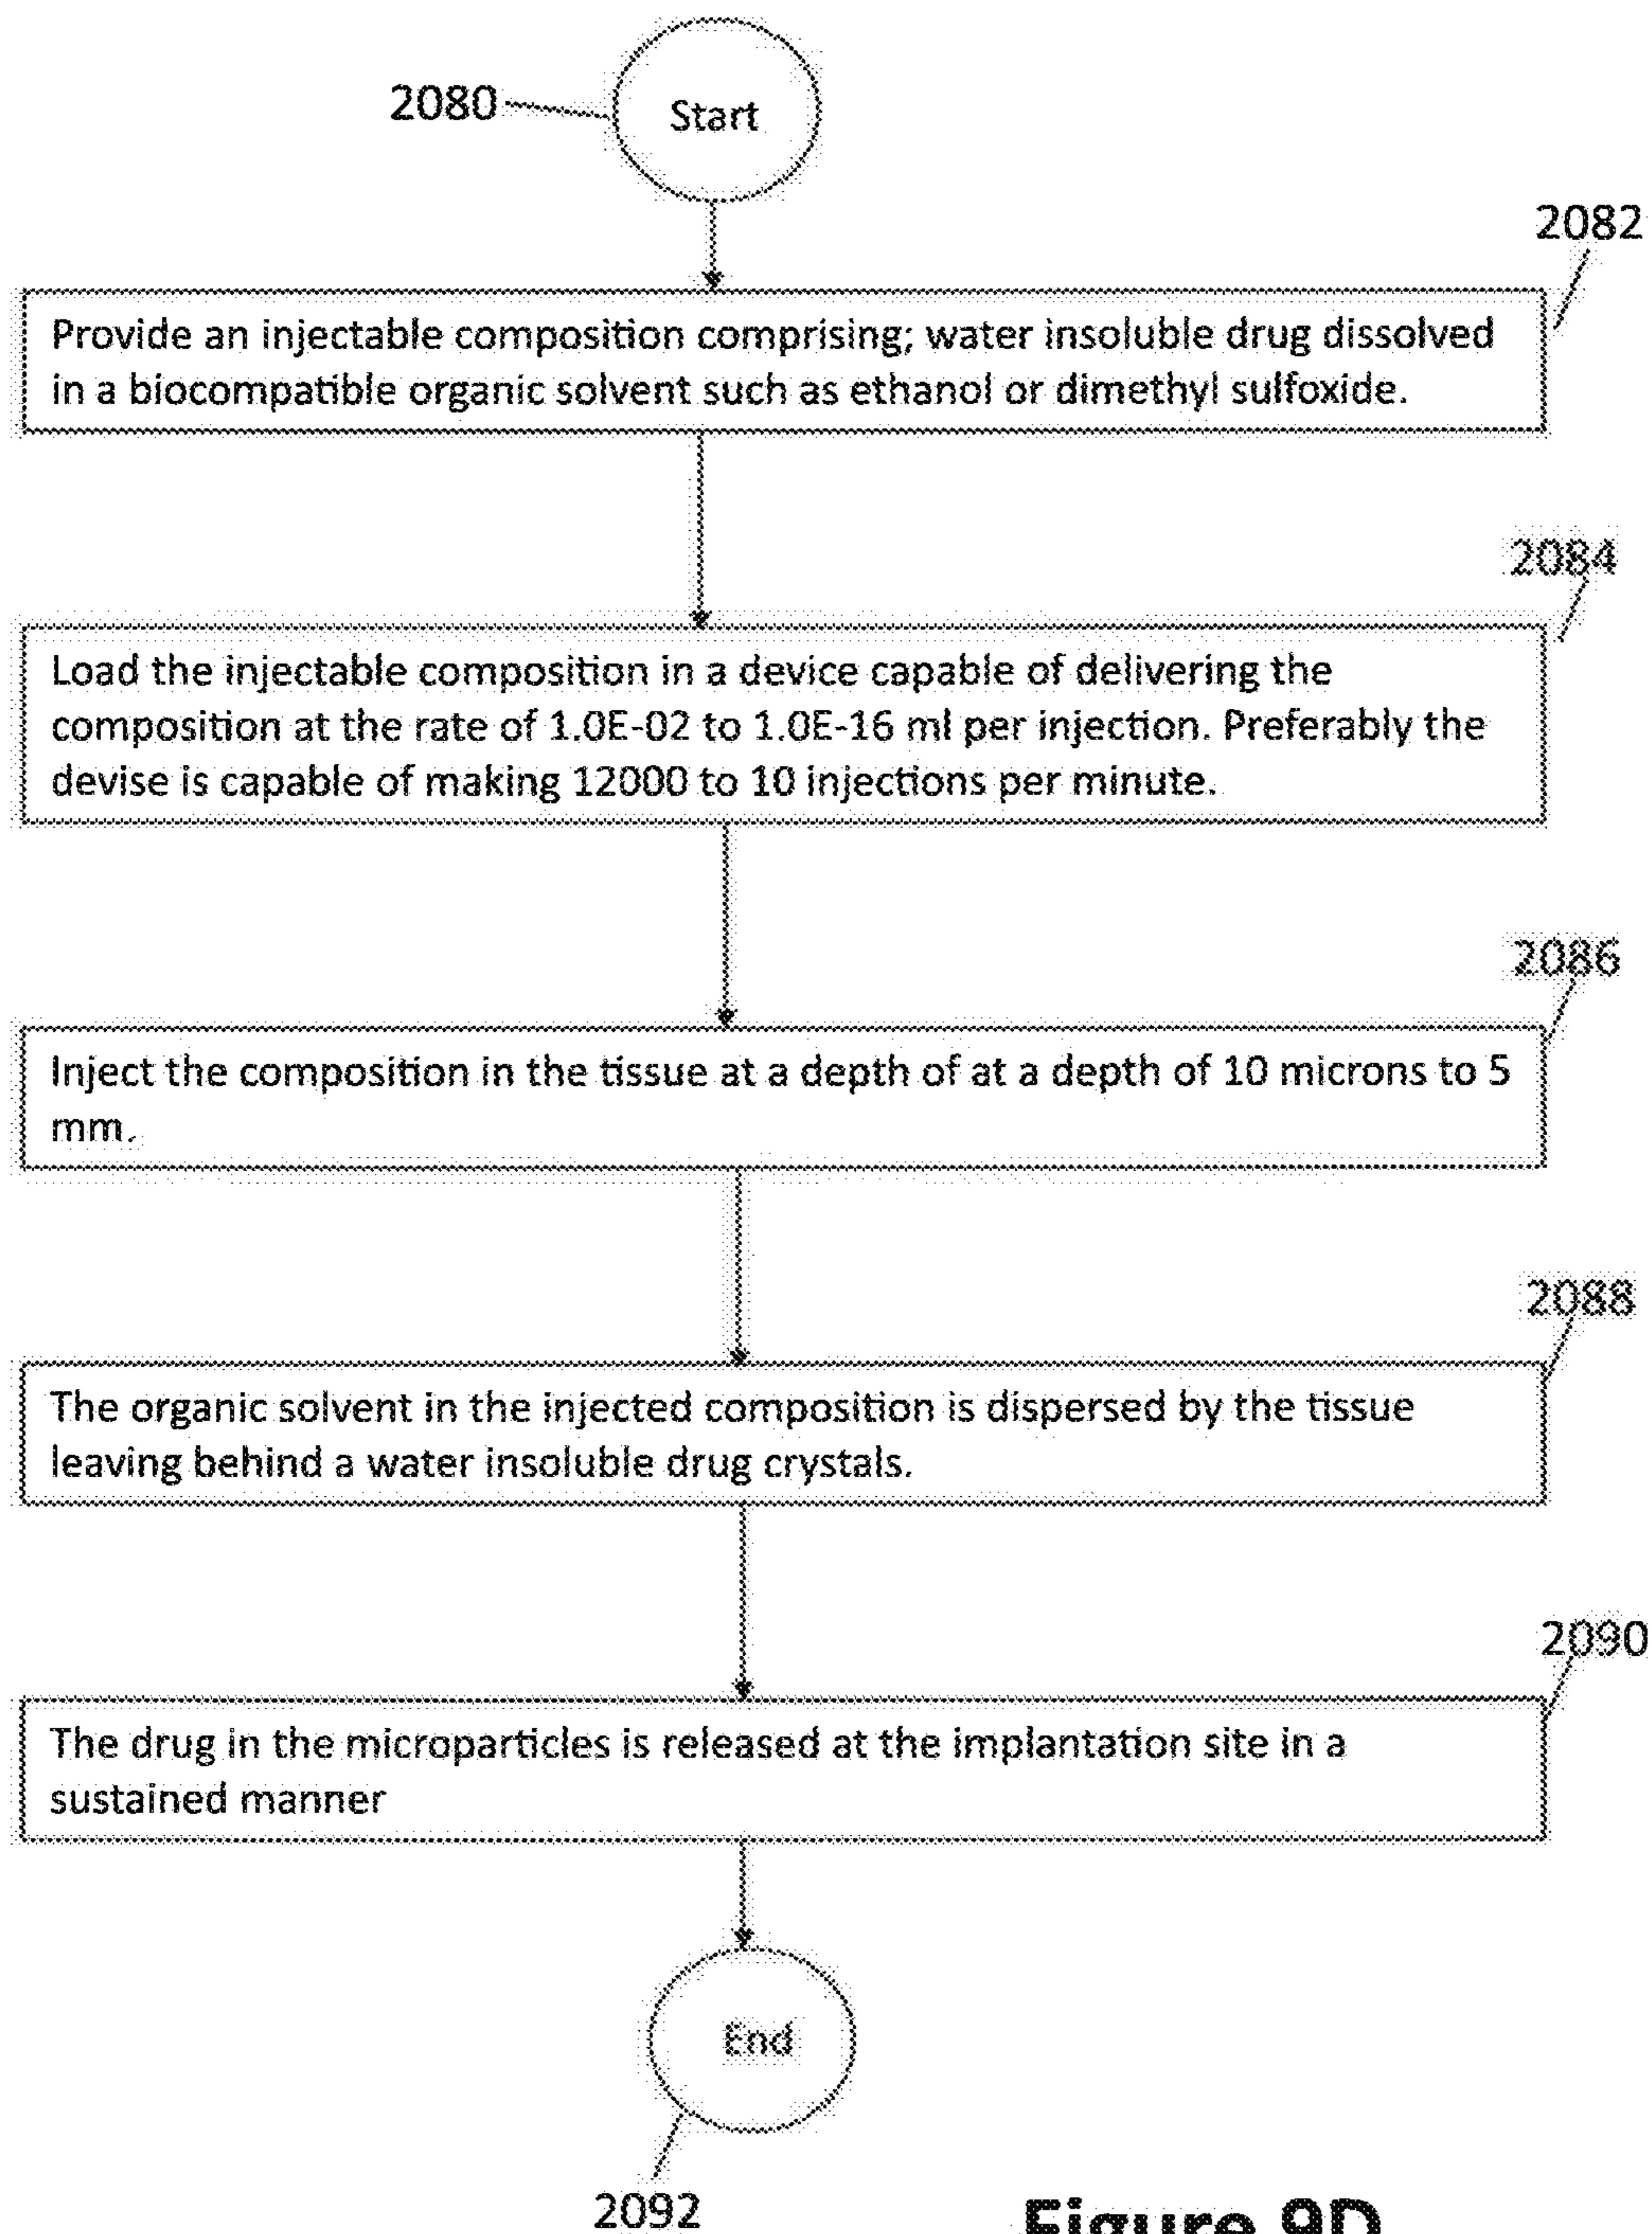 2080
Start
2082
Provide an injectable composition comprising; water insoluble drug dissolved
in a biocompatible organic solvent such as ethanol or dimethyl sulfoxide.
2084
Load the injectable composition in a device capable of delivering the
composition at the rate of 1.0E-02 to 1.0E-16 ml per injection. Preferably the
devise is capable of making 12000 to 10 injections per minute.
2086
Inject the composition in the tissue at a depth of at a depth of 10 microns to 5
mm.
2088
The organic solvent in the injected composition is dispersed by the tissue
leaving behind a water insoluble drug crystals.
2090
The drug in the microparticles is released at the implantation site in a
sustained manner
End
2092
Figure 9D